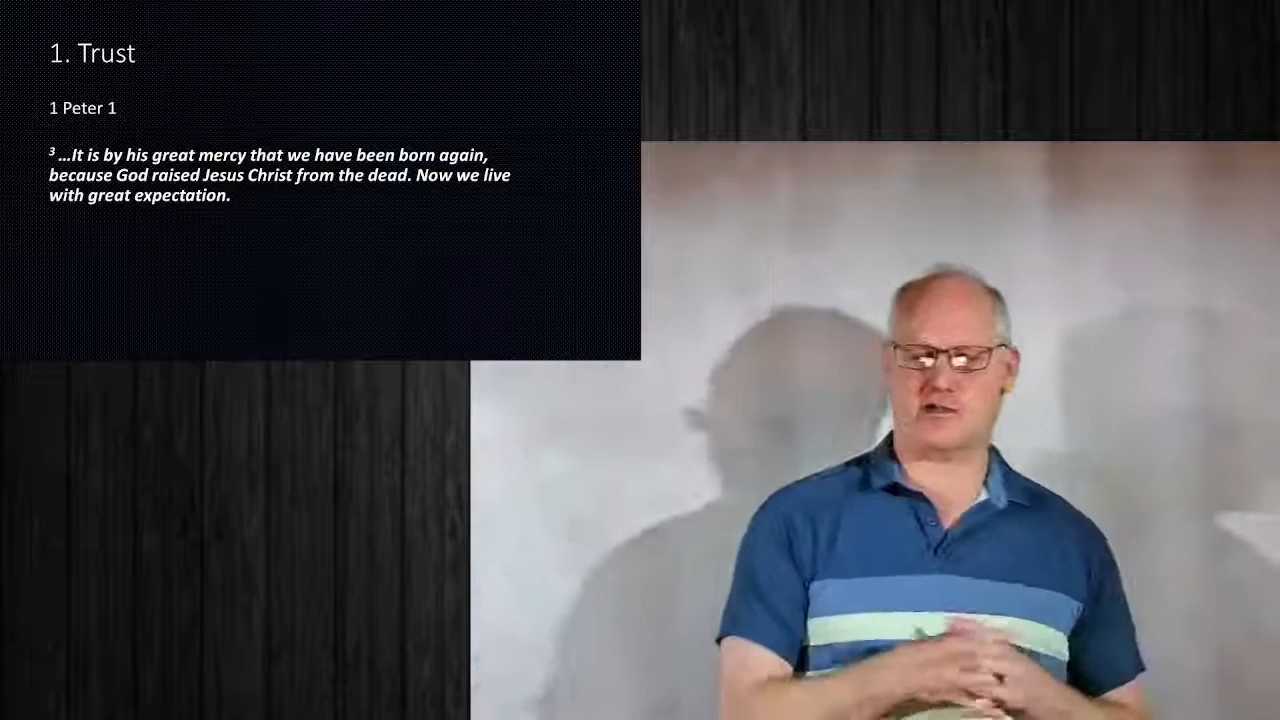 1. Trust
1 Peter 1
3 …It is by his great mercy that we have been born again,
because God raised Jesus Christ from the dead. Now we live
with great expectation.